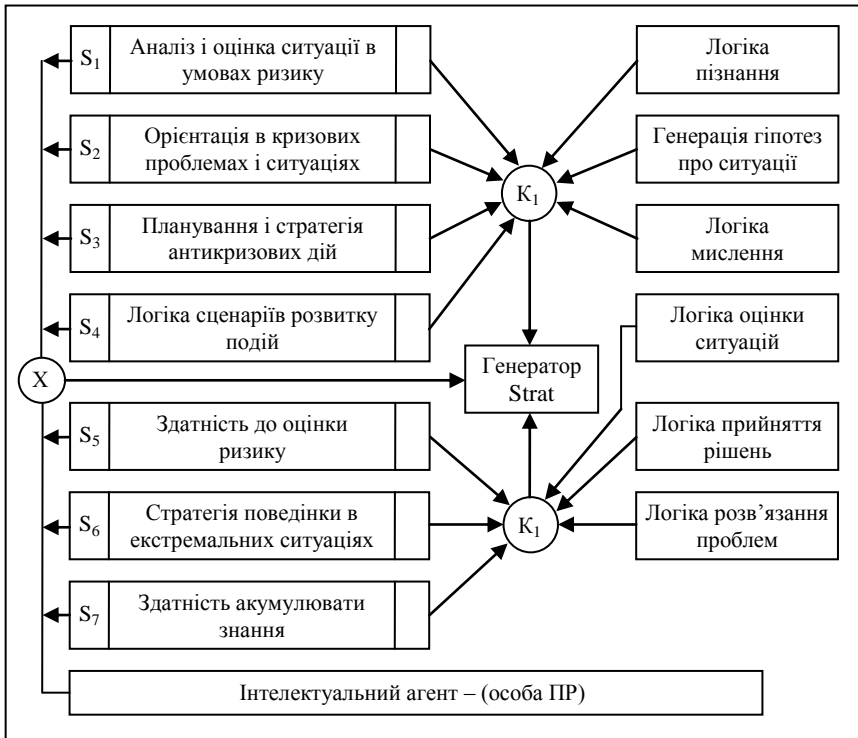 S1
Аналіз і оцінка ситуації в
умовах ризику
S2
Орієнтація в кризових
проблемах і ситуаціях
S3
Планування і стратегія
антикризових дій
S4
Логіка сценаріїв розвитку
подій
X
S5
Здатність до оцінки
ризику
S6
Стратегія поведінки в
екстремальних ситуаціях
S7
Здатність акумулювати
знання
К1
Генератор
Strat
К1
Логіка
пізнання
Генерація гіпотез
про ситуації
Логіка
мислення
Логіка оцінки
ситуацій
Логіка прийняття
рішень
Логіка розв’язання
проблем
Інтелектуальний агент – (особа ПР)